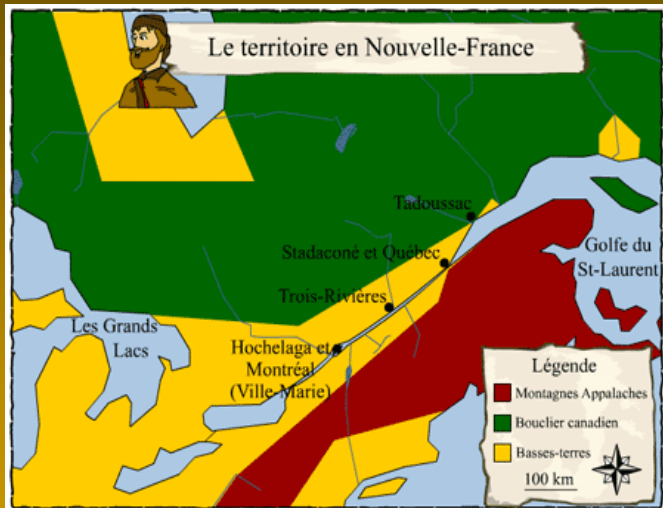 Le territoire en Nouvelle-France
Tadoussac
Stadaconé et Québec
Golfe du
St-Laurent
Trois-Rivières
Les Grands
Lacs
Hochelaga et
Montréal
(Ville-Marie)
Légende
Montagnes Appalaches
Bouclier canadien
Basses-terres
100 km